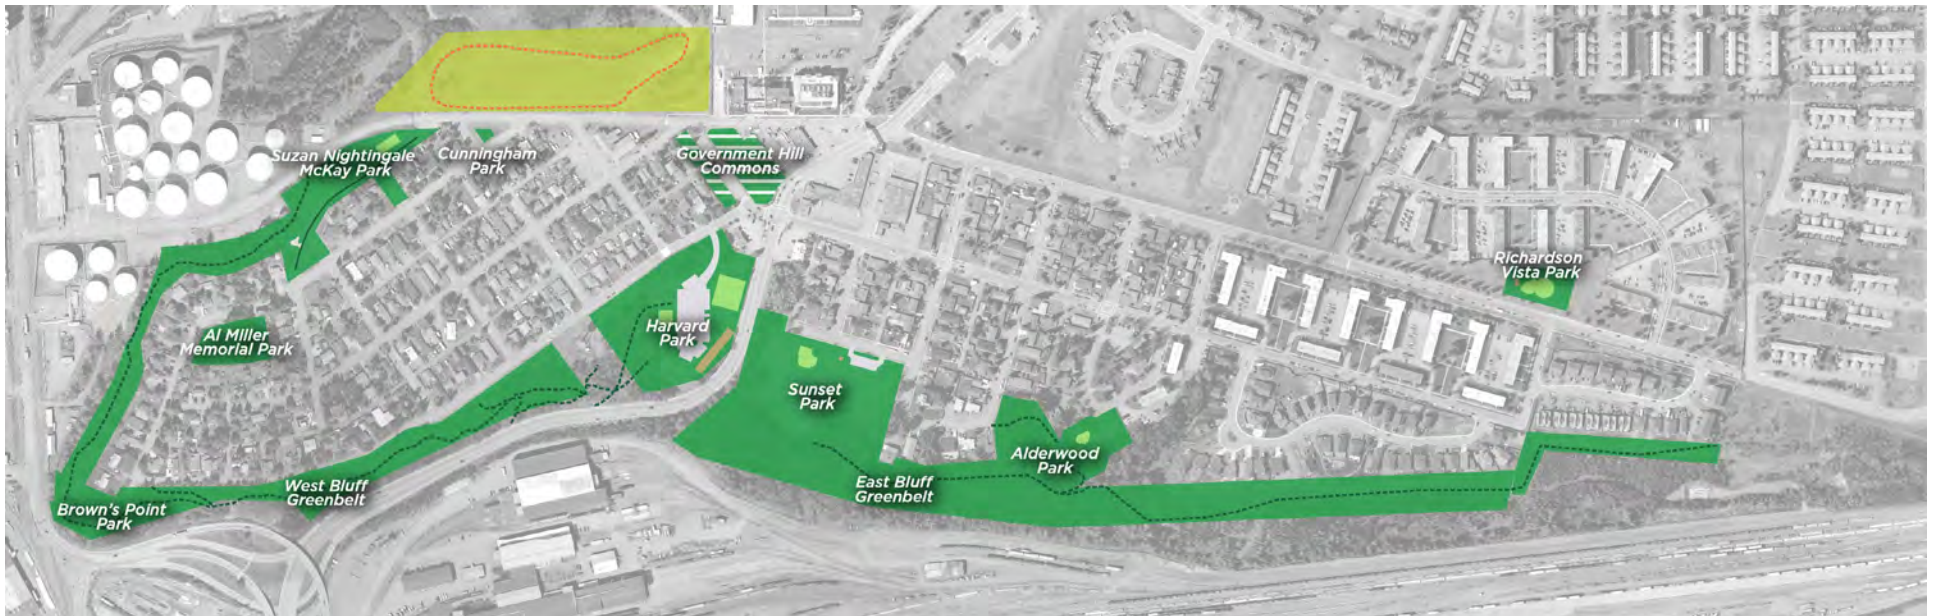 Suzan Nightingale
McKay Park
Cunningham
Park
Government Hill
Commons
Richardson
Vista Park
Al Miller
Memorial Park
Harvard
Park
Sunset
Park
Alderwood
Park
West Bluff
Greenbelt
East Bluff
Greenbelt
Brown's Point
Park